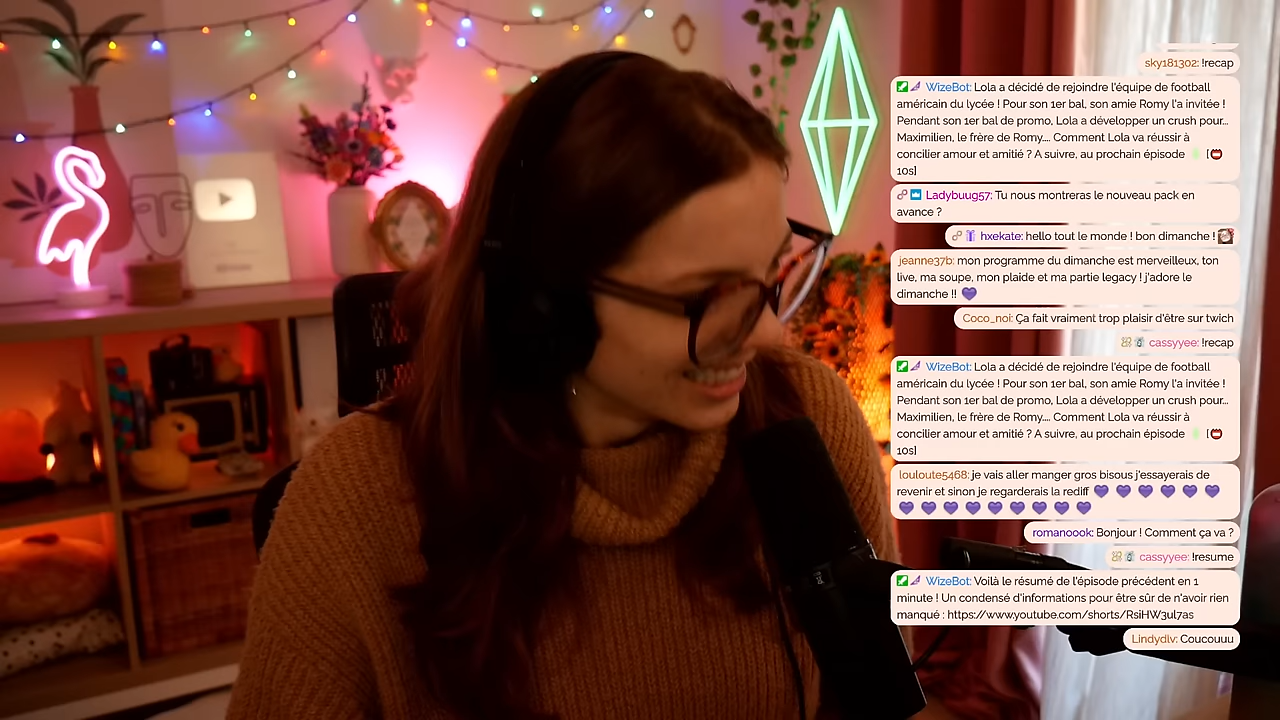 sky181302: !recap
WizeBot: Lola a décidé de rejoindre l'équipe de football
américain du lycée ! Pour son 1er bal, son amie Romy l'a invitée !
Pendant son 1er bal de promo, Lola a développer un crush pour...
Maximilien, le frère de Romy.... Comment Lola va réussir à
concilier amour et amitié ? A suivre, au prochain épisode [
10s]
Ladybuug57: Tu nous montreras le nouveau pack en
avance ?
hxekate: hello tout le monde ! bon dimanche !
jeanne37b: mon programme du dimanche est merveilleux, ton
live, ma soupe, mon plaide et ma partie legacy ! j'adore le
dimanche !!
Coco_noi: Ça fait vraiment trop plaisir d'être sur twich
cassyyee: !recap
WizeBot: Lola a décidé de rejoindre l'équipe de football
américain du lycée ! Pour son 1er bal, son amie Romy l'a invitée !
Pendant son 1er bal de promo, Lola a développer un crush pour...
Maximilien, le frère de Romy.... Comment Lola va réussir à
concilier amour et amitié ? A suivre, au prochain épisode [
10s]
louloute5468: je vais aller manger gros bisous j'essayerais de
revenir et sinon je regarderais la rediff
romanoook: Bonjour ! Comment ça va ?
cassyyee: !resume
WizeBot: Voilà le résumé de l'épisode précédent en 1
minute ! Un condensé d'informations pour être sûr de n'avoir rien
manqué : https://www.youtube.com/shorts/RsiHW3ul7as
Lindydlv: Coucouuu